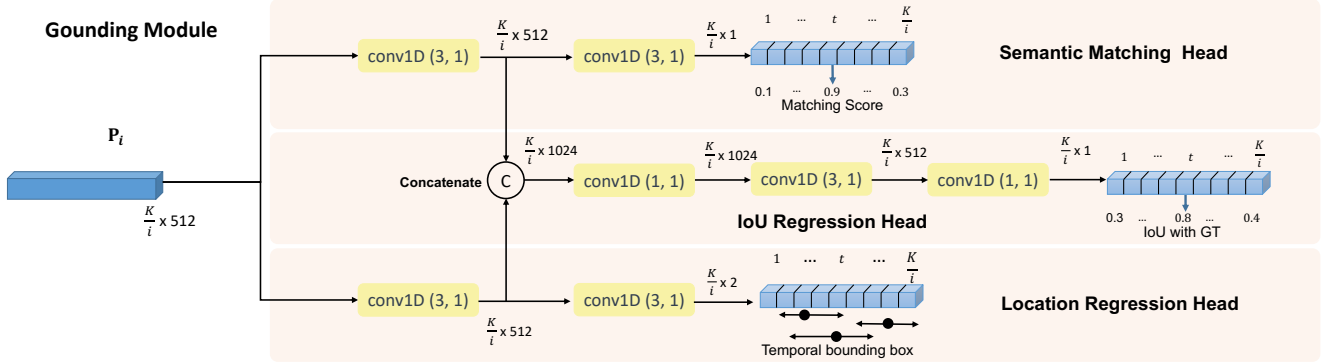 Gounding Module
P_i
K/i x 512
conv1D (3, 1)
K/i x 512
conv1D (3, 1)
K/i x 1
1 ... t ... K/i
0.1 ... 0.9 ... 0.3
Matching Score
Semantic Matching Head
Concatenate
C
K/i x 1024
conv1D (1, 1)
K/i x 1024
conv1D (3, 1)
K/i x 512
conv1D (1, 1)
K/i x 1
1 ... t ... K/i
0.3 ... 0.8 ... 0.4
IoU with GT
IoU Regression Head
conv1D (3, 1)
K/i x 512
conv1D (3, 1)
K/i x 2
1 ... t ... K/i
Temporal bounding box
Location Regression Head